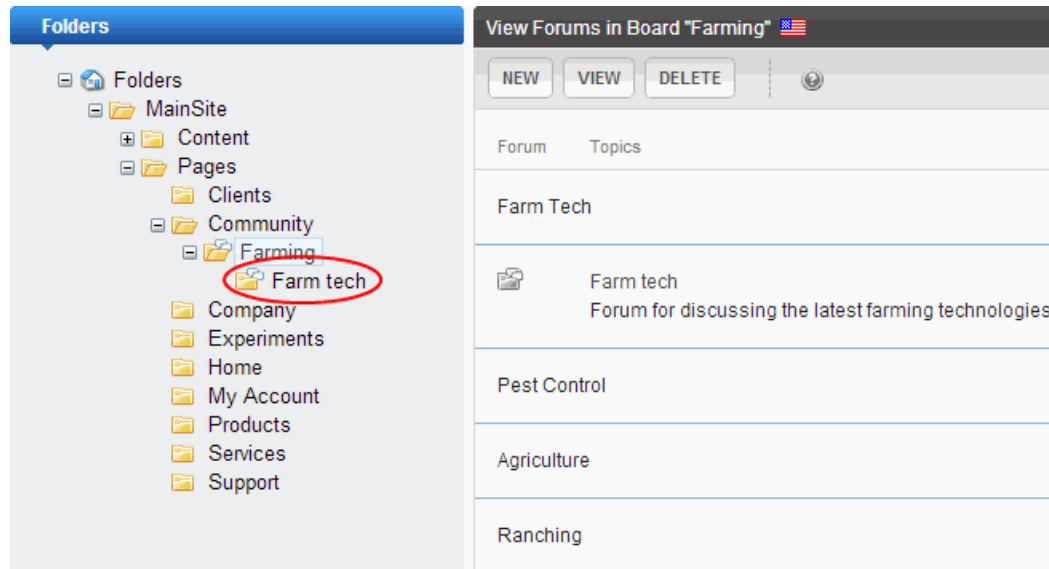 Folders
Folders
MainSite
Content
Pages
Clients
Community
Farming
Farm tech
Company
Experiments
Home
My Account
Products
Services
Support
View Forums in Board "Farming"
NEW VIEW DELETE ?
Forum Topics
Farm Tech
Farm tech
Forum for discussing the latest farming technologies
Pest Control
Agriculture
Ranching